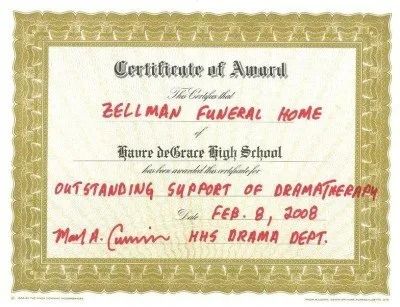 Certificate of Award
This Certifies that
ZELLMAN FUNERAL HOME
of
Havre deGrace High School
has been awarded this certificate for
OUTSTANDING SUPPORT OF DRAMATHERAPY
Date FEB. 8, 2008
HHS DRAMA DEPT.